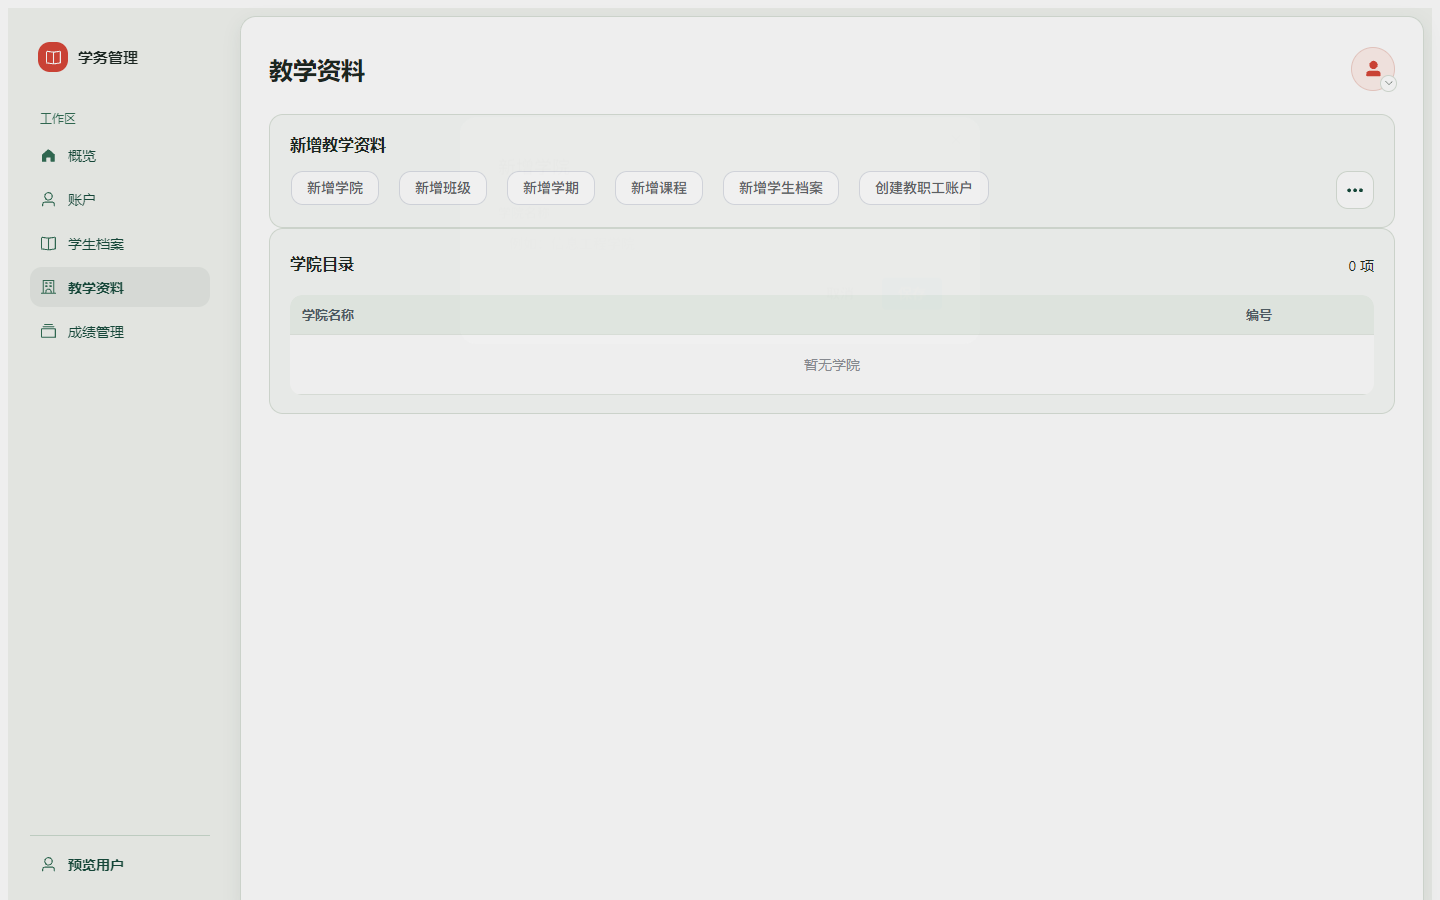 学务管理
工作区
概览
账户
学生档案
教学资料
成绩管理
预览用户
教学资料
新增教学资料
新增学院 新增班级 新增学期 新增课程 新增学生档案 创建教职工账户
学院目录 0 项
学院名称 编号
暂无学院